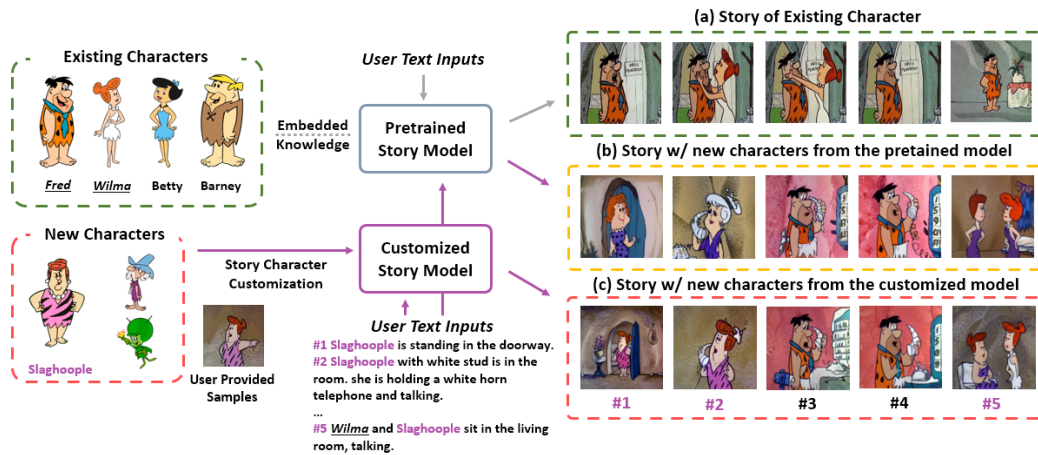 Existing Characters
Fred
Wilma
Betty
Barney
New Characters
Slaghoople
Embedded
Knowledge
Story Character
Customization
User Provided
Samples
User Text Inputs
Pretrained
Story Model
Customized
Story Model
User Text Inputs
#1 Slaghoople is standing in the doorway.
#2 Slaghoople with white stud is in the
room. she is holding a white horn
telephone and talking.
...
#5 Wilma and Slaghoople sit in the living
room, talking.
(a) Story of Existing Character
(b) Story w/ new characters from the pretained model
(c) Story w/ new characters from the customized model
#1
#2
#3
#4
#5